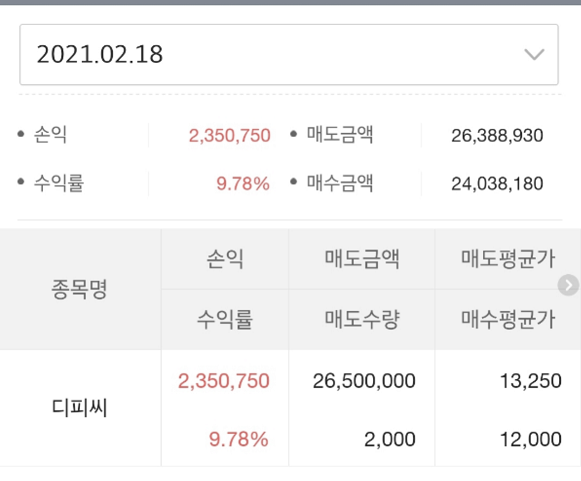 2021.02.18
• 손익 2,350,750 • 매도금액 26,388,930
• 수익률 9.78% • 매수금액 24,038,180
종목명 손익 매도금액 매도평균가
수익률 매도수량 매수평균가
디피씨 2,350,750 26,500,000 13,250
9.78% 2,000 12,000